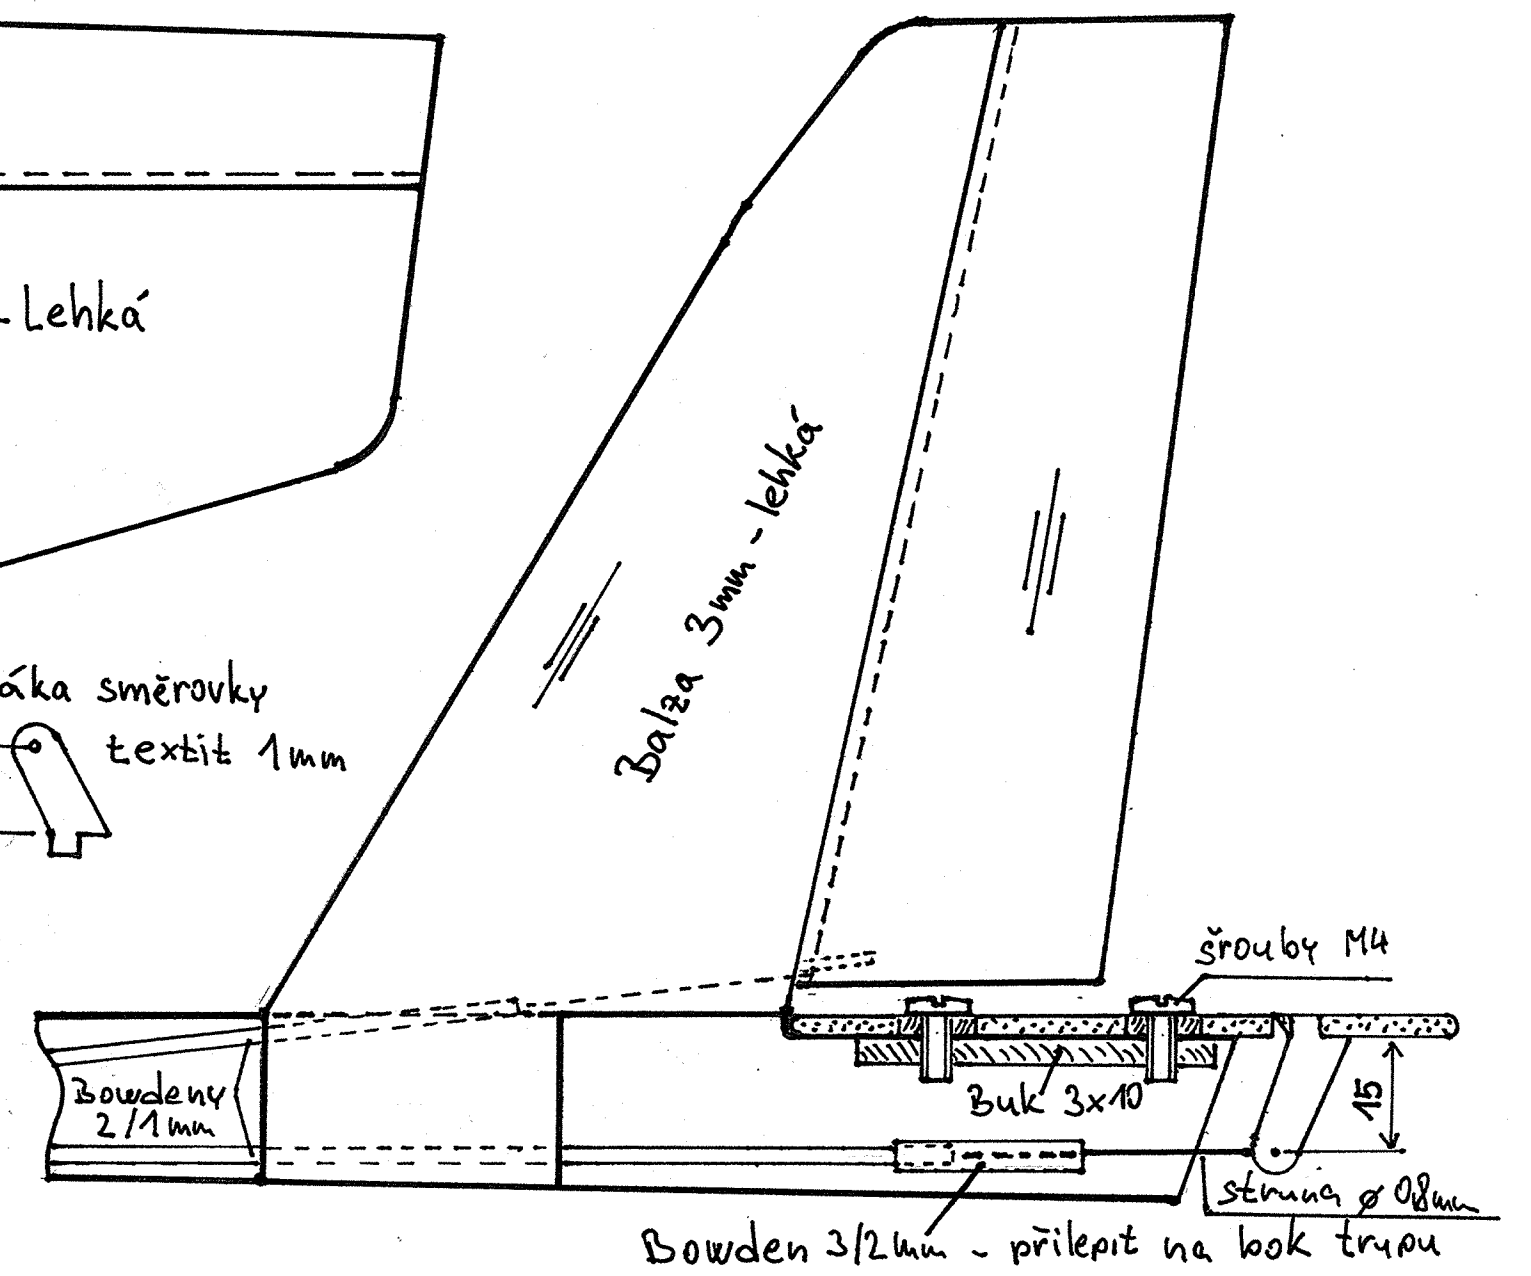 - Lehká
áka směrovky
textit 1mm
Balza 3mm - lehká
šrouby M4
Buk 3x10
15
Bowdeny
2/1mm
struna ø 0,8mm
Bowden 3/2mm - přilepit na bok trupu